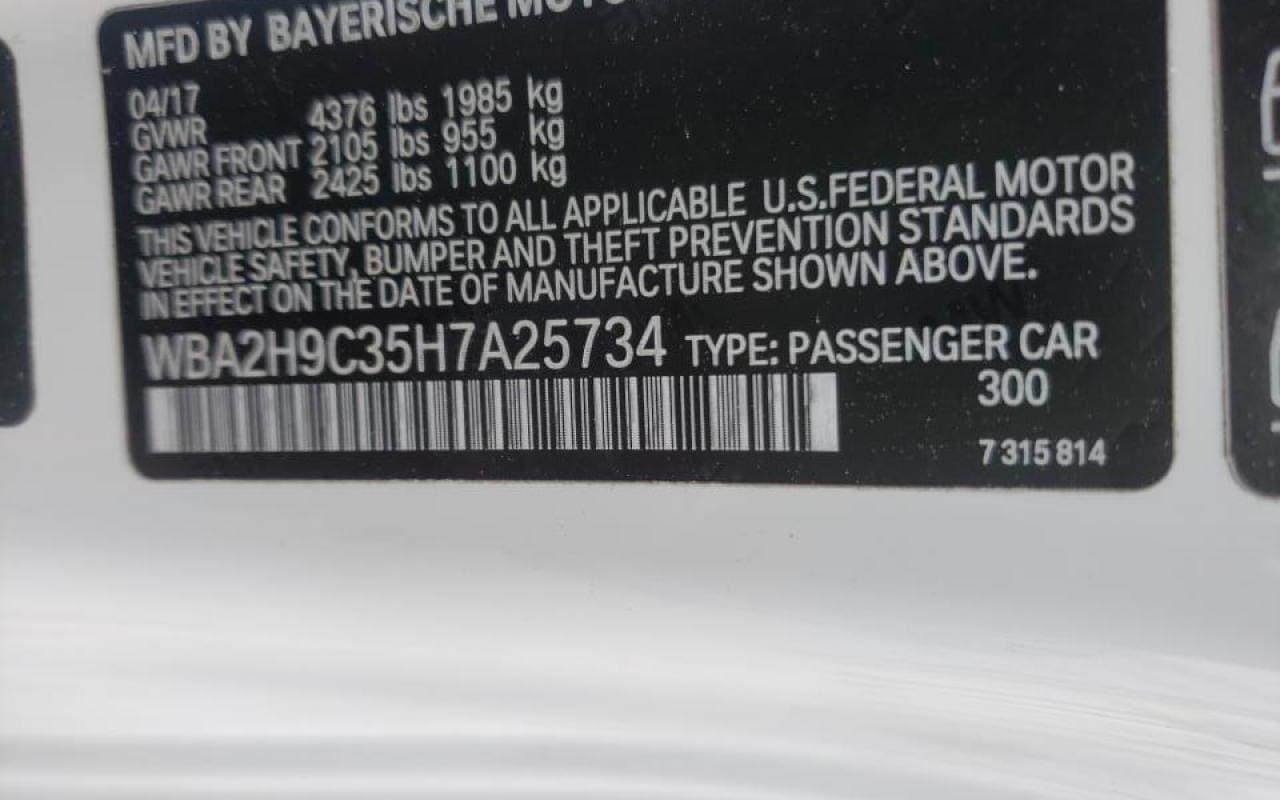 MFD BY BAYERISCHE
04/17
GVWR 4376 lbs 1985 kg
GAWR FRONT 2105 lbs 955 kg
GAWR REAR 2425 lbs 1100 kg
THIS VEHICLE CONFORMS TO ALL APPLICABLE U.S.FEDERAL MOTOR
VEHICLE SAFETY, BUMPER AND THEFT PREVENTION STANDARDS
IN EFFECT ON THE DATE OF MANUFACTURE SHOWN ABOVE.
WBA2H9C35H7A25734 TYPE: PASSENGER CAR
300
7 315 814